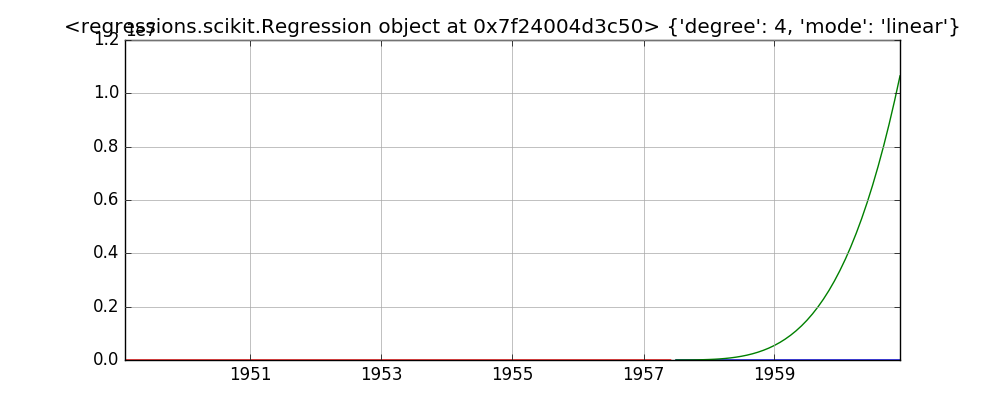 <regressions.scikit.Regression object at 0x7f24004d3c50> {'degree': 4, 'mode': 'linear'}
1e7
1.2
1.0
0.8
0.6
0.4
0.2
0.0
1951 1953 1955 1957 1959